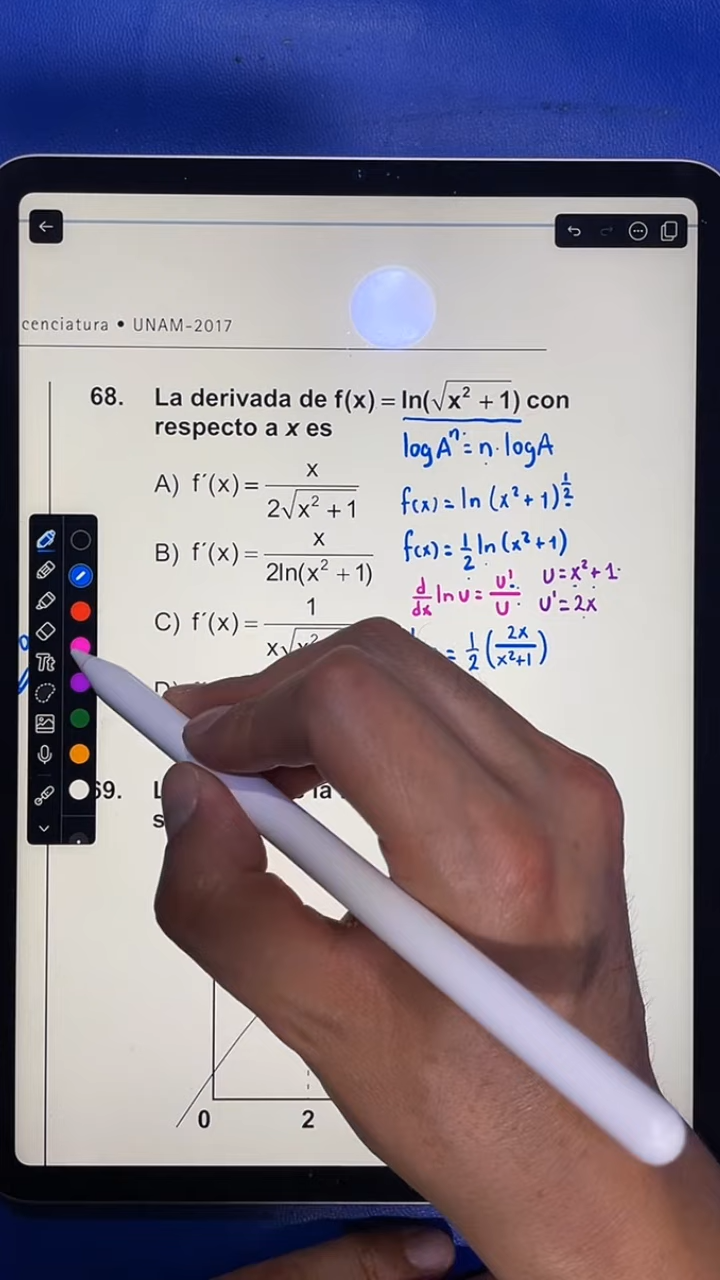 cenciatura • UNAM-2017
68. La derivada de f(x) = ln(√x² + 1) con
respecto a x es
log Aⁿ = n · log A
A) f´(x) = x / 2√x² + 1
f(x) = ln (x² + 1)^½
B) f´(x) = x / 2ln(x² + 1)
f(x) = ½ ln (x² + 1)
d/dx ln u = u' / u
u = x² + 1
u' = 2x
C) f´(x) = 1
= ½ (2x / x² + 1)
Tt
69.
la
0 2